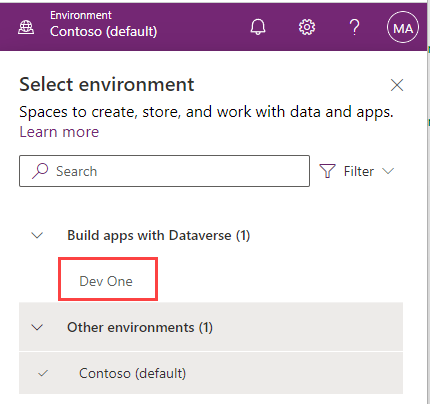 Environment
Contoso (default)
?
MA
Select environment
Spaces to create, store, and work with data and apps.
Learn more
Search
Filter
Build apps with Dataverse (1)
Dev One
Other environments (1)
Contoso (default)